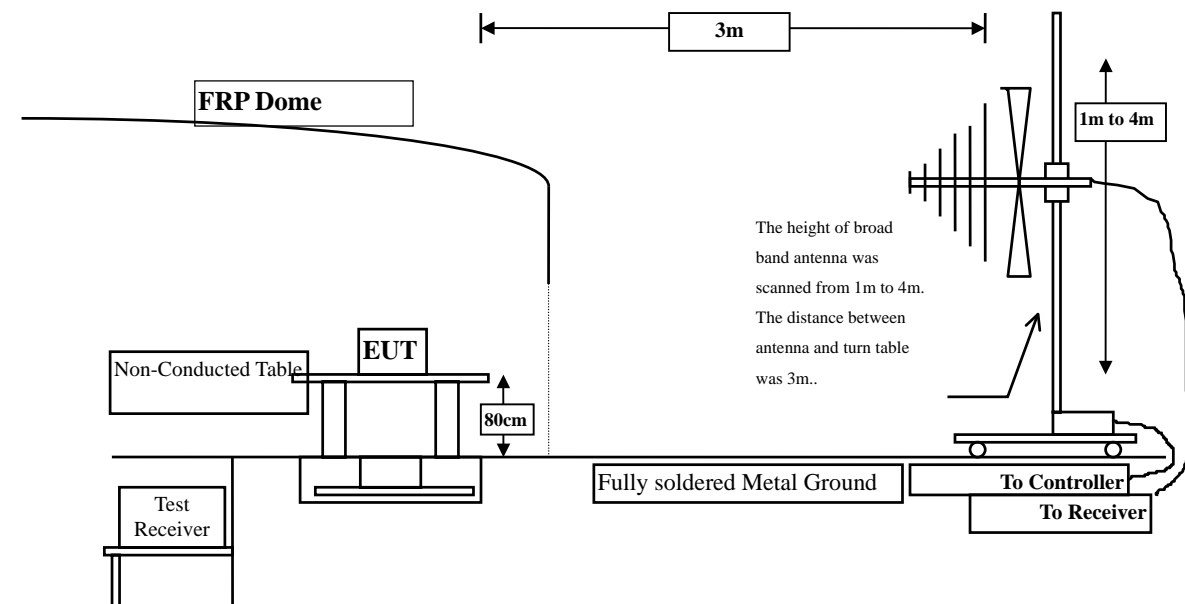 3m
FRP Dome
1m to 4m
The height of broad
band antenna was
scanned from 1m to 4m.
The distance between
antenna and turn table
was 3m..
EUT
Non-Conducted Table
80cm
Fully soldered Metal Ground
To Controller
To Receiver
Test
Receiver